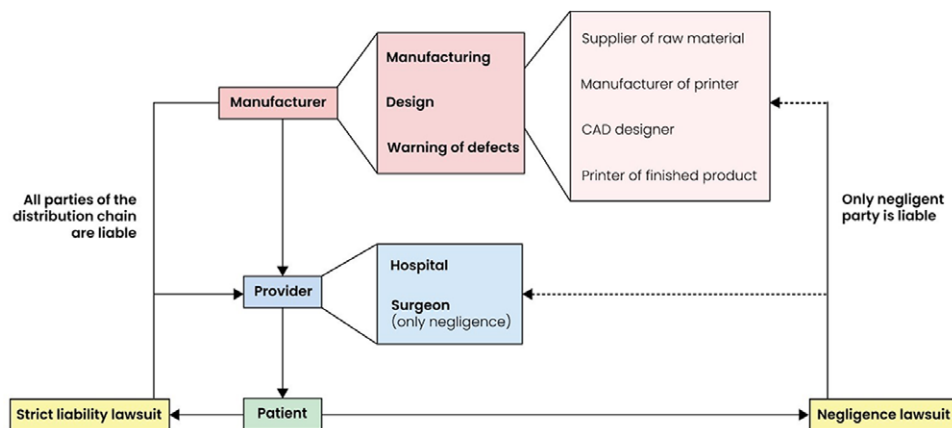 Supplier of raw material
Manufacturing
Manufacturer of printer
Manufacturer
Design
CAD designer
Warning of defects
Printer of finished product
All parties of the
distribution chain
are liable
Only negligent
party is liable
Hospital
Provider
Surgeon
(only negligence)
Strict liability lawsuit
Patient
Negligence lawsuit